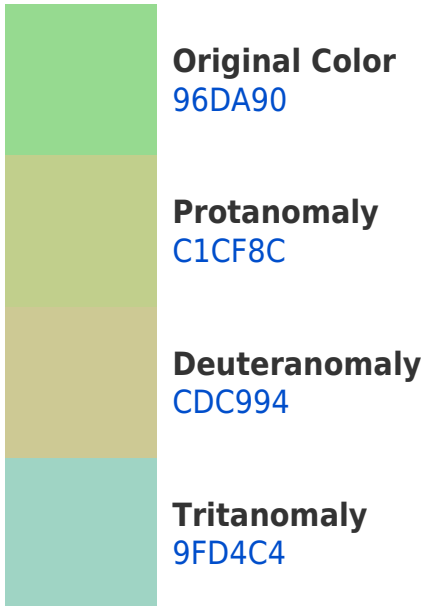 Original Color
96DA90
Protanomaly
C1CF8C
Deuteranomaly
CDC994
Tritanomaly
9FD4C4